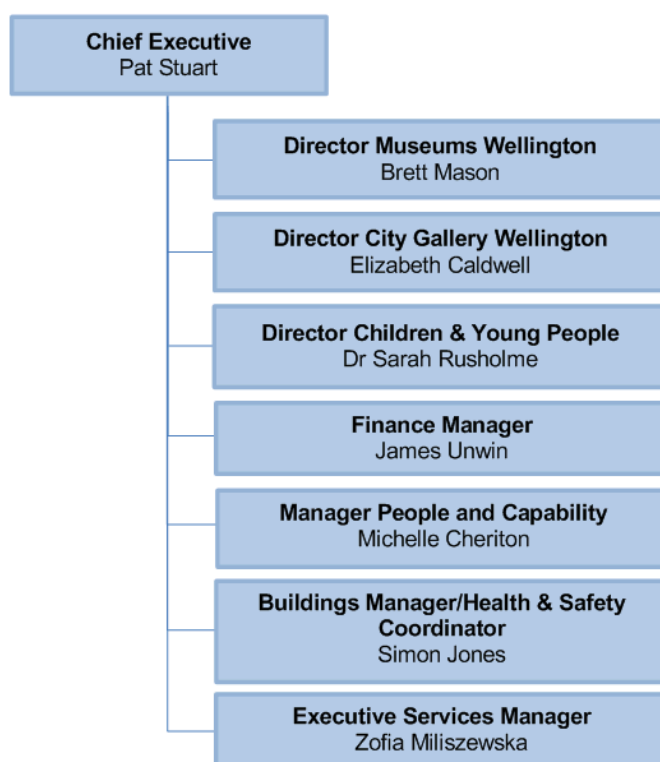 Chief Executive
Pat Stuart
Director Museums Wellington
Brett Mason
Director City Gallery Wellington
Elizabeth Caldwell
Director Children & Young People
Dr Sarah Rusholme
Finance Manager
James Unwin
Manager People and Capability
Michelle Cheriton
Buildings Manager/Health & Safety
Coordinator
Simon Jones
Executive Services Manager
Zofia Miliszewska